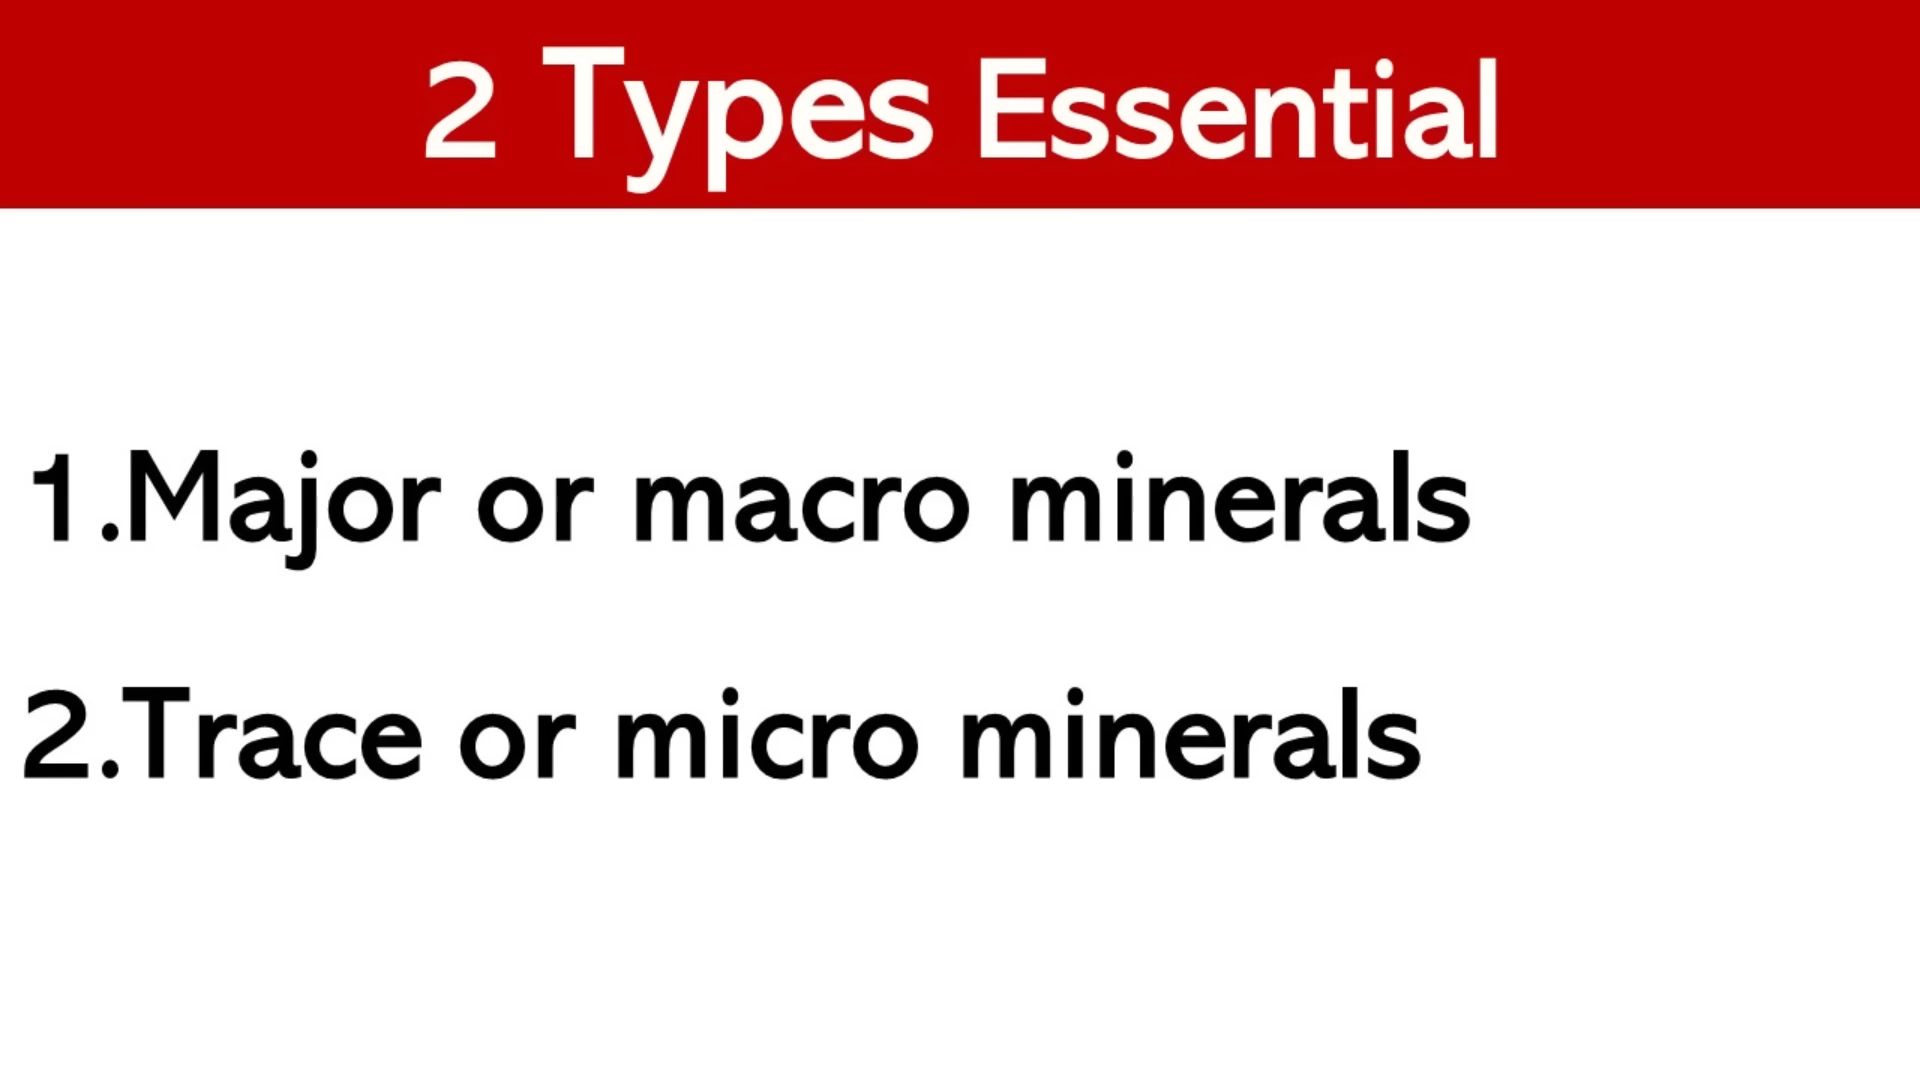 2 Types Essential
1.Major or macro minerals
2.Trace or micro minerals